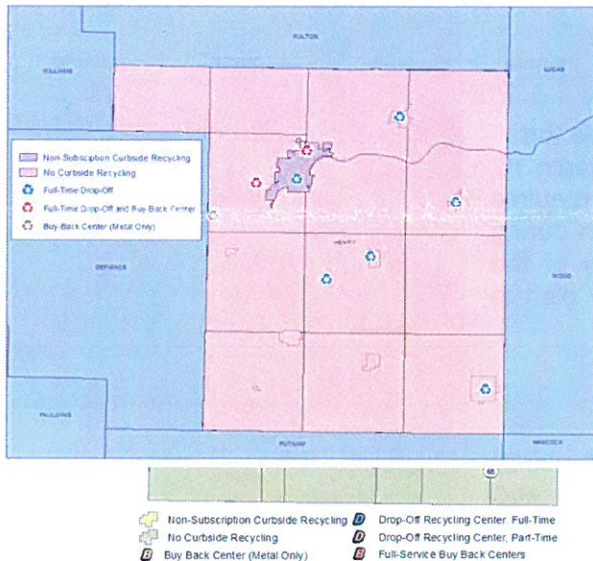 FULTON
WILLIAMS
LUCAS
Non-Subsciption Curbside Recycling
No Curbside Recycling
Full-Time Drop-Off
Full-Time Drop-Off and Buy Back Center
Buy-Back Center (Metal Only)
HENRY
DEFIANCE
WOOD
PAULDING
PUTNAM
HANCOCK
65
Non-Subscription Curbside Recycling D Drop-Off Recycling Center, Full-Time
No Curbside Recycling D Drop-Off Recycling Center, Part-Time
B Buy Back Center (Metal Only) B Full-Service Buy Back Centers